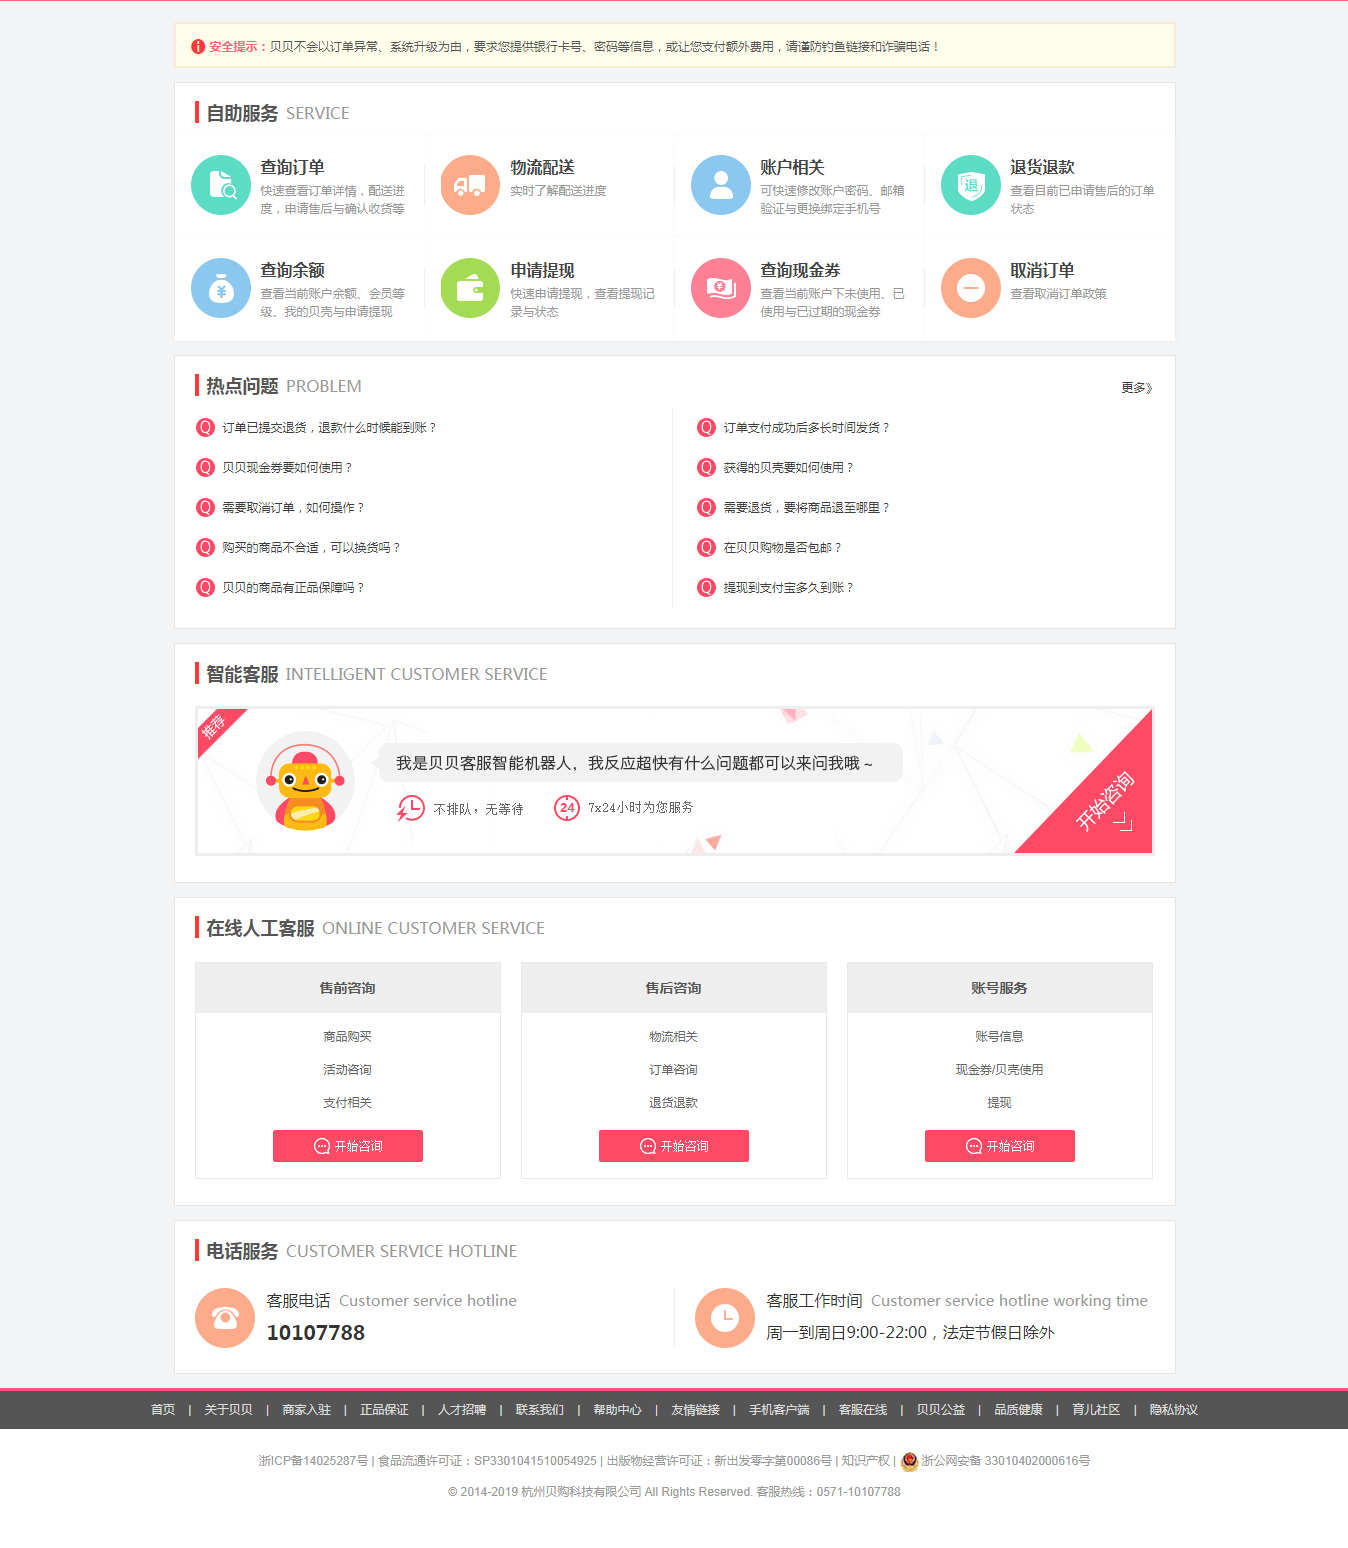 安全提示：贝贝不会以订单异常、系统升级为由，要求您提供银行卡号、密码等信息，或让您支付额外费用，请谨防钓鱼链接和诈骗电话！
自助服务 SERVICE
查询订单
快速查看订单详情，配送进
度，申请售后与确认收货等
物流配送
实时了解配送进度
账户相关
可快速修改账户密码、邮箱
验证与更换绑定手机号
退
退货退款
查看目前已申请售后的订单
状态
¥
查询余额
查看当前账户余额、会员等
级、我的贝壳与申请提现
申请提现
快速申请提现，查看提现记
录与状态
¥
查询现金券
查看当前账户下未使用、已
使用与已过期的现金券
取消订单
查看取消订单政策
热点问题 PROBLEM
更多》
Q 订单已提交退货，退款什么时候能到账？
Q 订单支付成功后多长时间发货？
Q 贝贝现金券要如何使用？
Q 获得的贝壳要如何使用？
Q 需要取消订单，如何操作？
Q 需要退货，要将商品退至哪里？
Q 购买的商品不合适，可以换货吗？
Q 在贝贝购物是否包邮？
Q 贝贝的商品有正品保障吗？
Q 提现到支付宝多久到账？
智能客服 INTELLIGENT CUSTOMER SERVICE
推荐
我是贝贝客服智能机器人，我反应超快有什么问题都可以来问我哦～
不排队，无等待
24 7x24小时为您服务
开始咨询
在线人工客服 ONLINE CUSTOMER SERVICE
售前咨询
商品购买
活动咨询
支付相关
开始咨询
售后咨询
物流相关
订单咨询
退货退款
开始咨询
账号服务
账号信息
现金券/贝壳使用
提现
开始咨询
电话服务 CUSTOMER SERVICE HOTLINE
客服电话 Customer service hotline
10107788
客服工作时间 Customer service hotline working time
周一到周日9:00-22:00，法定节假日除外
首页 | 关于贝贝 | 商家入驻 | 正品保证 | 人才招聘 | 联系我们 | 帮助中心 | 友情链接 | 手机客户端 | 客服在线 | 贝贝公益 | 品质健康 | 育儿社区 | 隐私协议
浙ICP备14025287号 | 食品流通许可证：SP3301041510054925 | 出版物经营许可证：新出发零字第00086号 | 知识产权 | 浙公网安备 33010402000616号
© 2014-2019 杭州贝购科技有限公司 All Rights Reserved. 客服热线：0571-10107788